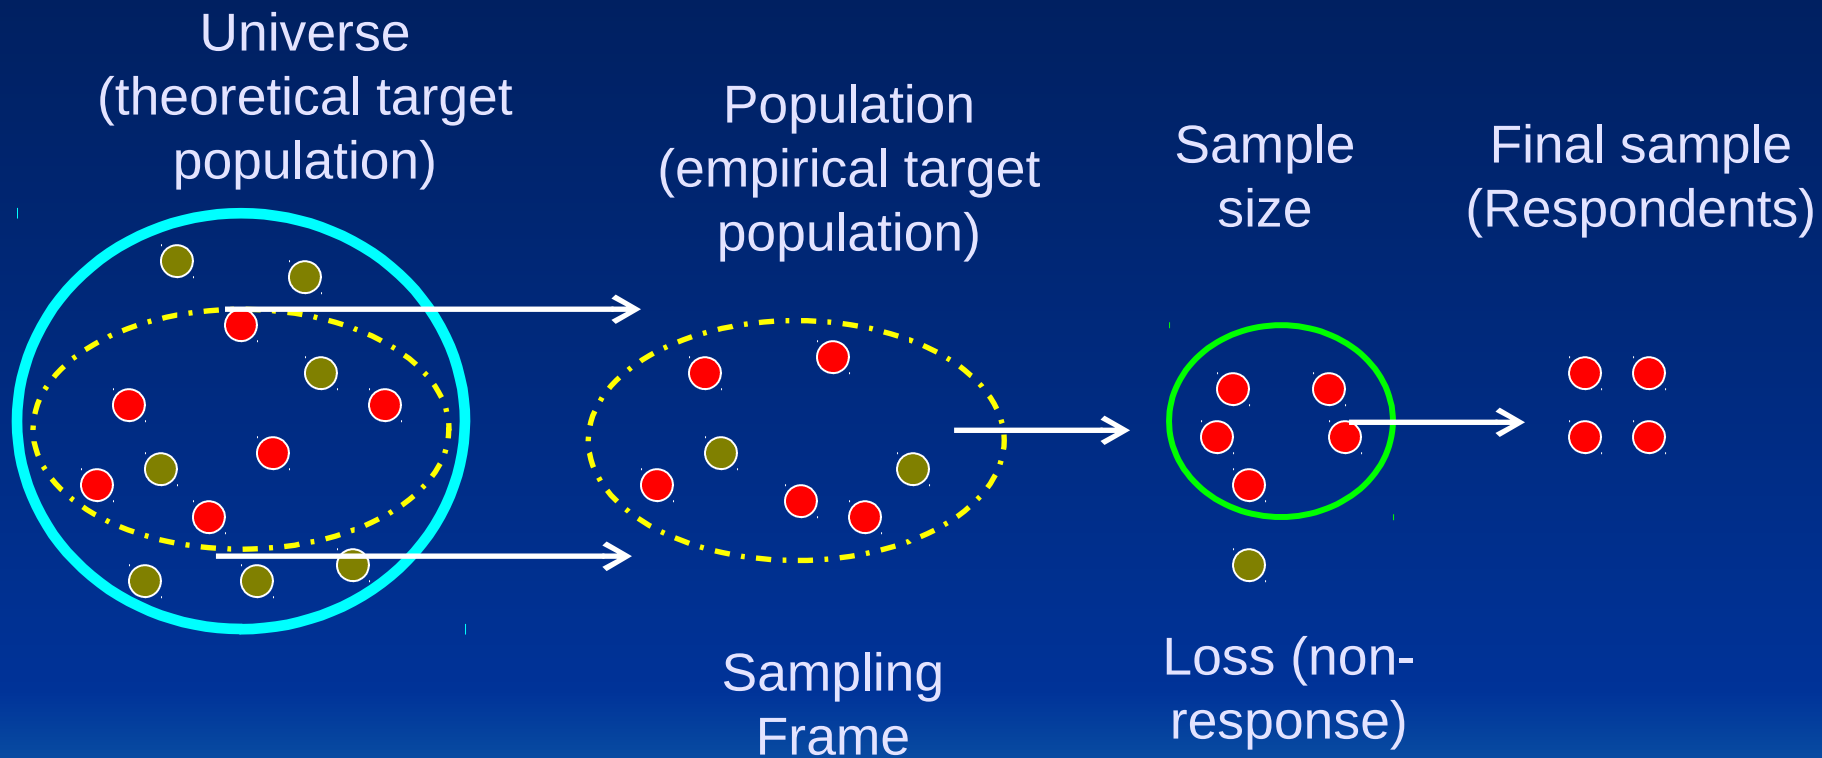 Universe
(theoretical target
population)
Population
(empirical target
population)
Sample
size
Final sample
(Respondents)
Sampling
Frame
Loss (non-
response)